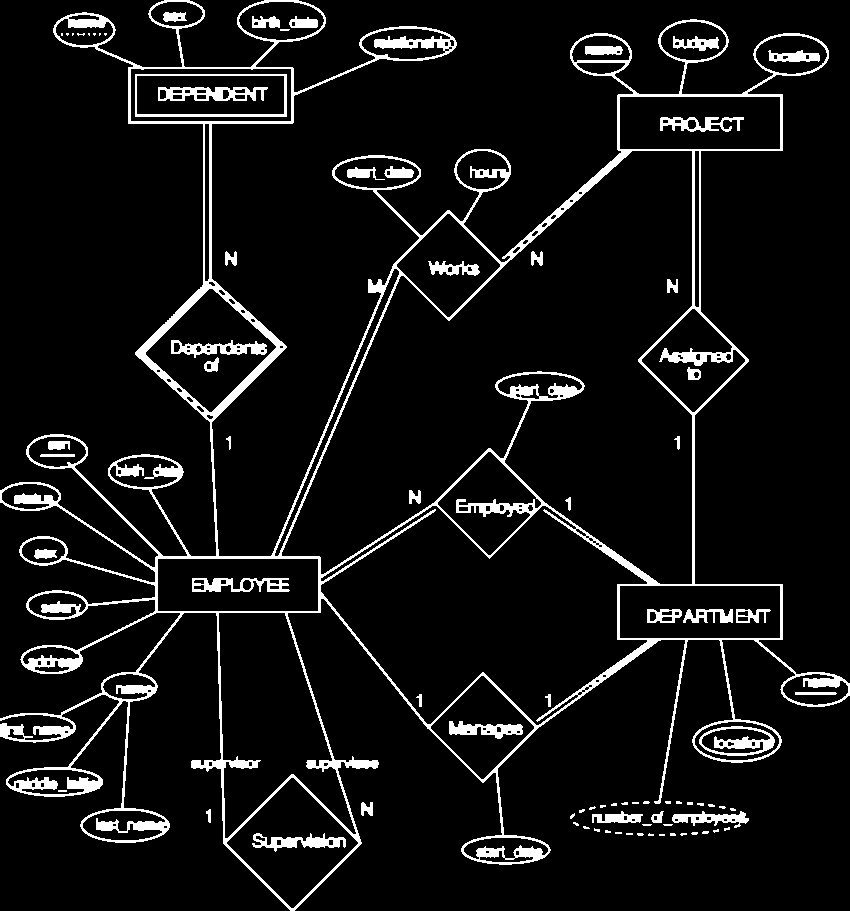 name
sex
birth_date
relationship
name
budget
location
DEPENDENT
PROJECT
start_date
hours
N
Works
N
M
N
Dependents
of
Assigned
to
start_date
1
1
ssn
birth_date
status
N
Employed
1
sex
EMPLOYEE
salary
DEPARTMENT
address
name
name
first_name
1
Manages
1
locations
supervisor
supervisee
middle_initial
1
N
last_name
number_of_employees
Supervision
start_date